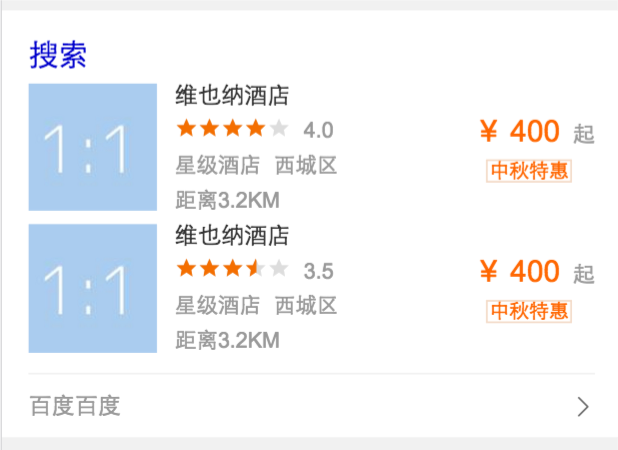 搜索
1:1
维也纳酒店
4.0
¥ 400 起
星级酒店 西城区
中秋特惠
距离3.2KM
1:1
维也纳酒店
3.5
¥ 400 起
星级酒店 西城区
中秋特惠
距离3.2KM
百度百度